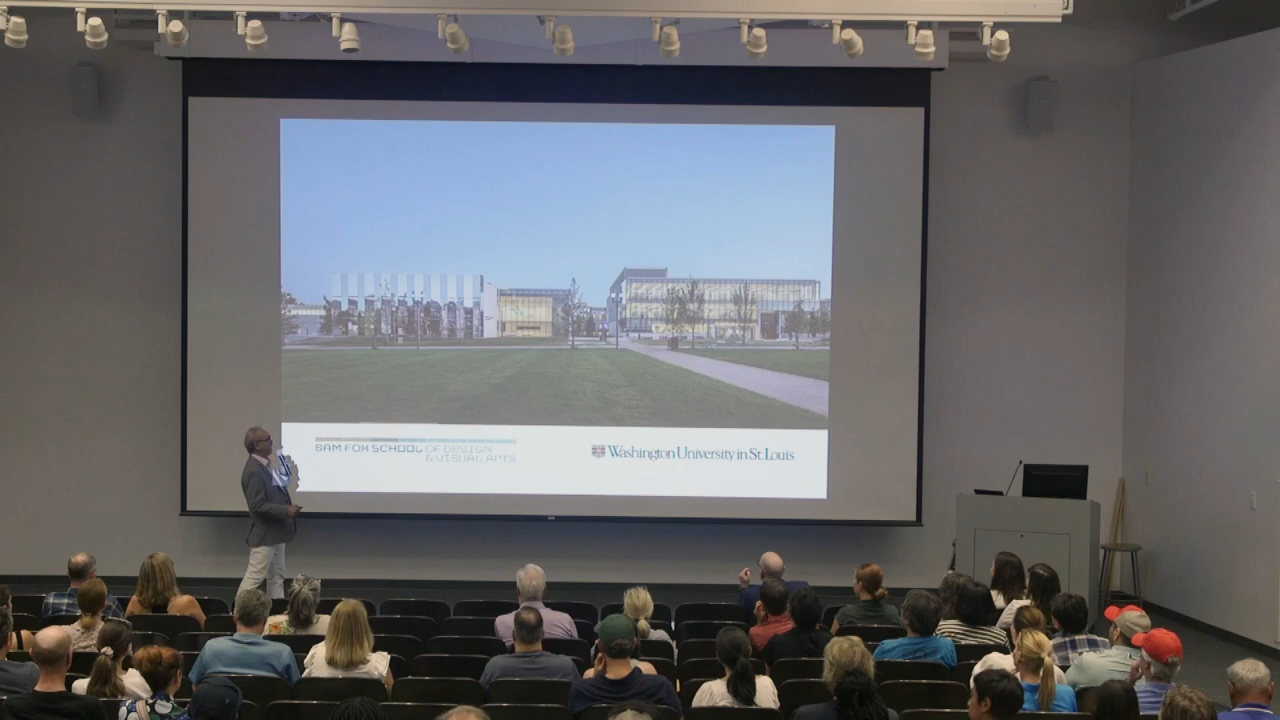 SAM FOX SCHOOL OF DESIGN
& VISUAL ARTS
Washington University in St. Louis